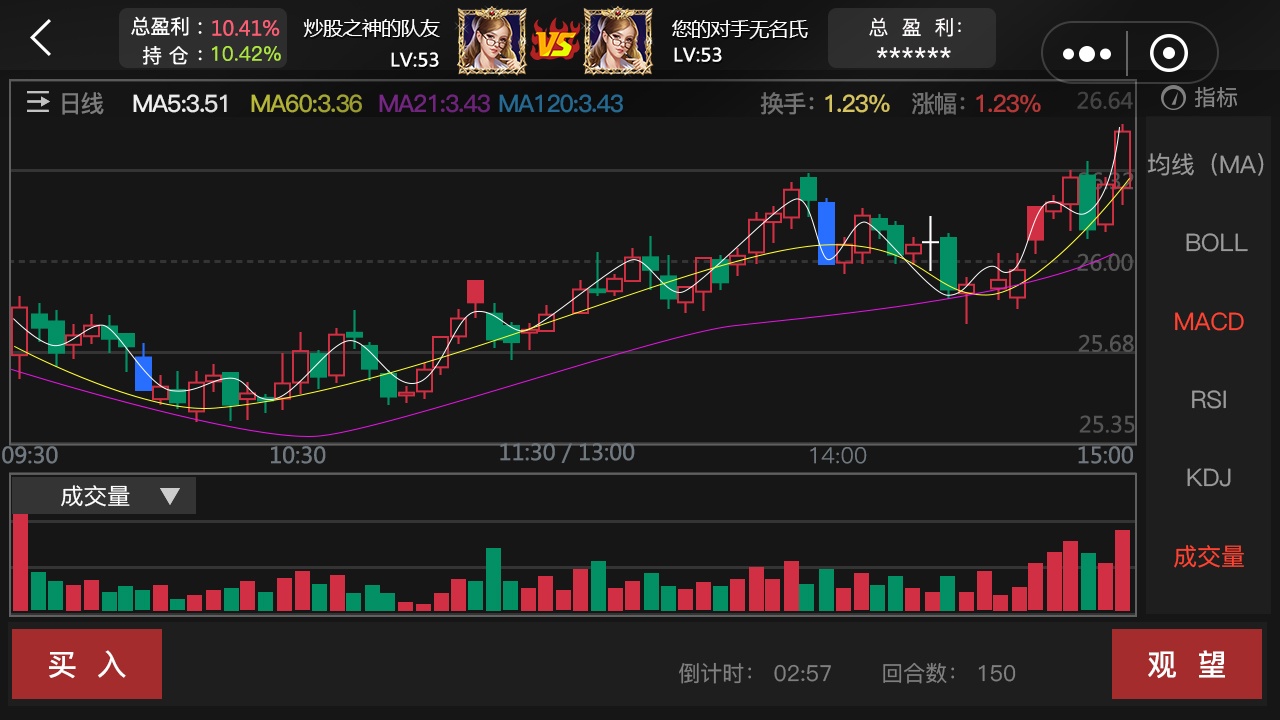 总盈利：10.41%
持 仓：10.42%
炒股之神的队友
LV:53
VS
您的对手无名氏
LV:53
总 盈 利：
******
日线 MA5:3.51 MA60:3.36 MA21:3.43 MA120:3.43 换手：1.23% 涨幅：1.23% 26.64
指标
均线（MA）
26.32
BOLL
26.00
MACD
25.68
RSI
25.35
09:30 10:30 11:30 / 13:00 14:00 15:00
KDJ
成交量 ▼
成交量
买 入
倒计时： 02:57 回合数： 150
观 望